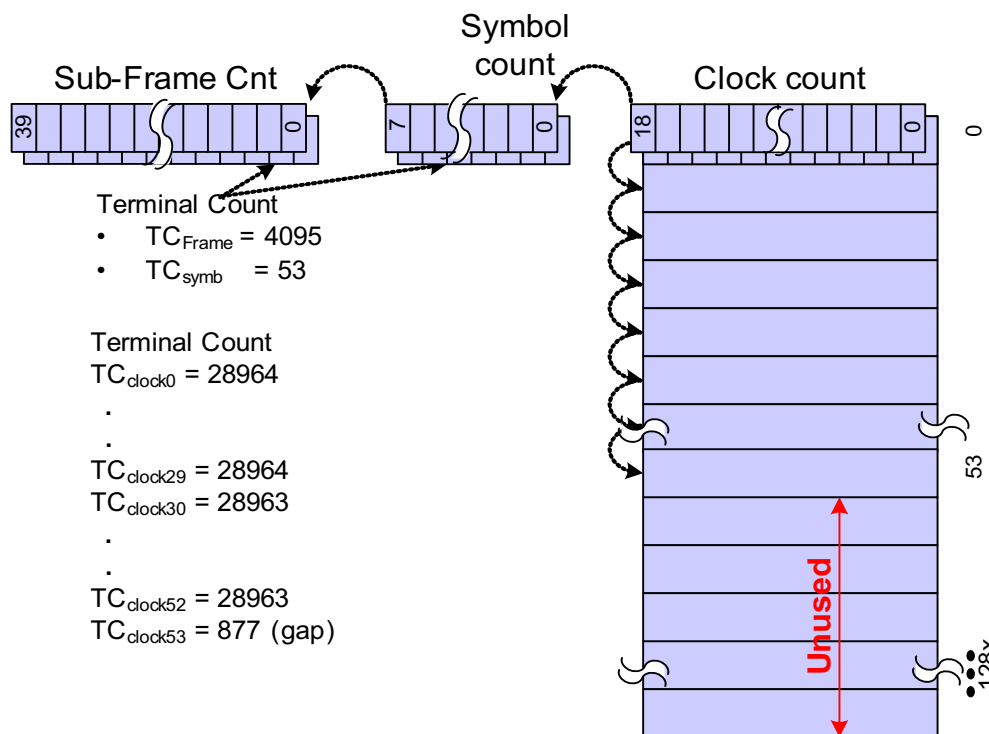 Symbol
count
Sub-Frame Cnt
Clock count
39
0
7
0
18
0
0
Terminal Count
• TCFrame = 4095
• TCsymb = 53
Terminal Count
TCclock0 = 28964
.
.
TCclock29 = 28964
TCclock30 = 28963
.
.
TCclock52 = 28963
TCclock53 = 877 (gap)
53
Unused
128x